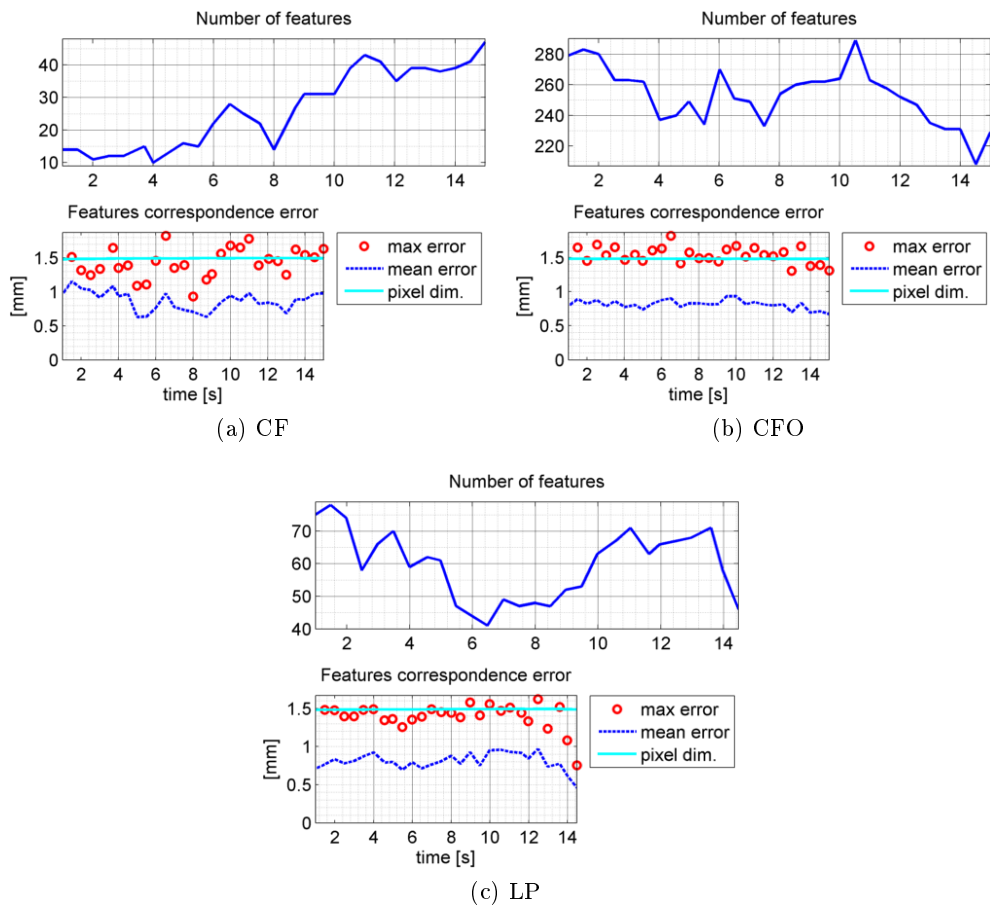 Number of features
40
30
20
10
2 4 6 8 10 12 14
Features correspondence error
1.5
1
0.5
0
[mm]
2 4 6 8 10 12 14
time [s]
max error
mean error
pixel dim.
(a) CF
Number of features
280
260
240
220
2 4 6 8 10 12 14
Features correspondence error
1.5
1
0.5
0
[mm]
2 4 6 8 10 12 14
time [s]
max error
mean error
pixel dim.
(b) CFO
Number of features
70
60
50
40
2 4 6 8 10 12 14
Features correspondence error
1.5
1
0.5
0
[mm]
2 4 6 8 10 12 14
time [s]
max error
mean error
pixel dim.
(c) LP